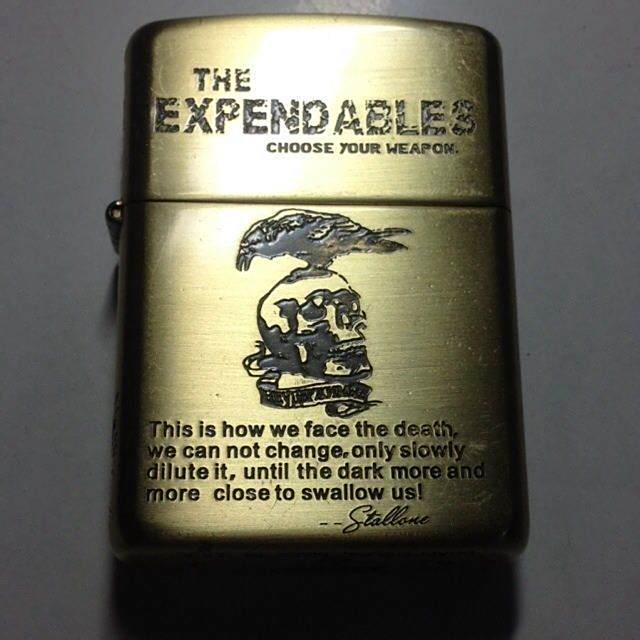 THE
EXPENDABLES
CHOOSE YOUR WEAPON.
This is how we face the death,
we can not change, only slowly
dilute it, until the dark more and
more close to swallow us!
--Stallone